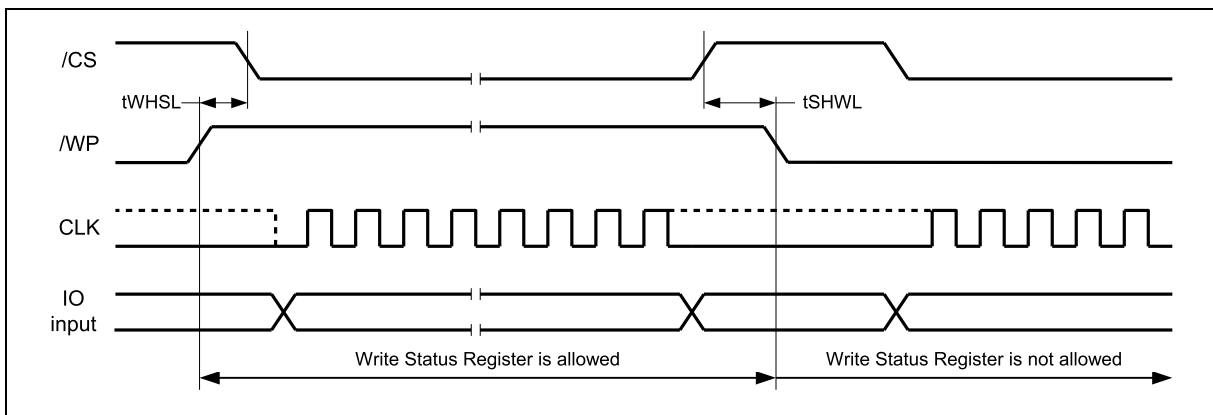 /CS
tWHSL
tSHWL
/WP
CLK
IO
input
Write Status Register is allowed
Write Status Register is not allowed